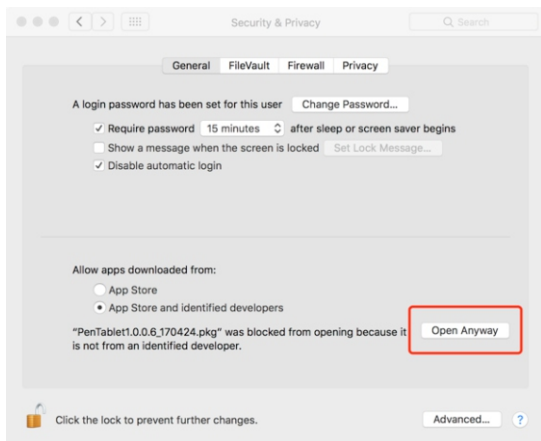 Security & Privacy
Search
General FileVault Firewall Privacy
A login password has been set for this user Change Password...
Require password 15 minutes after sleep or screen saver begins
Show a message when the screen is locked Set Lock Message...
Disable automatic login
Allow apps downloaded from:
App Store
App Store and identified developers
"PenTablet1.0.0.6_170424.pkg" was blocked from opening because it Open Anyway
is not from an identified developer.
Click the lock to prevent further changes. Advanced... ?